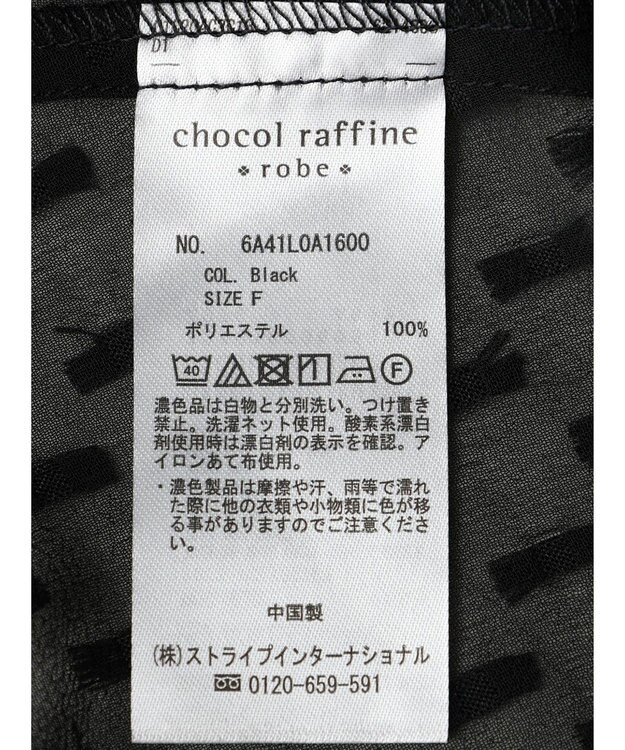 D1
chocol raffine
robe
NO. 6A41L0A1600
COL. Black
SIZE F
ポリエステル 100%
40 F
濃色品は白物と分別洗い。つけ置き
禁止。洗濯ネット使用。酸素系漂白
剤使用時は漂白剤の表示を確認。ア
イロンあて布使用。
・濃色製品は摩擦や汗、雨等で濡れ
た際に他の衣類や小物類に色が移
る事がありますのでご注意くださ
い。
中国製
(株)ストライプインターナショナル
0120-659-591